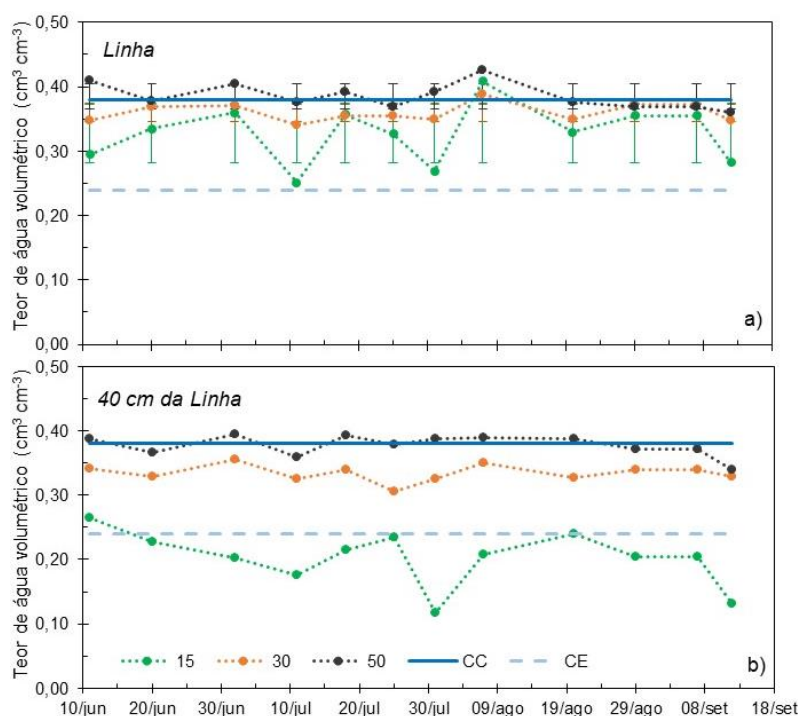 0,50
Linha
0,40
0,30
0,20
0,10
0,00
a)
Teor de água volumétrico (cm³ cm⁻³)
0,50
40 cm da Linha
0,40
0,30
0,20
0,10
0,00
Teor de água volumétrico (cm³ cm⁻³)
15 30 50 CC CE
b)
10/jun 20/jun 30/jun 10/jul 20/jul 30/jul 09/ago 19/ago 29/ago 08/set 18/set